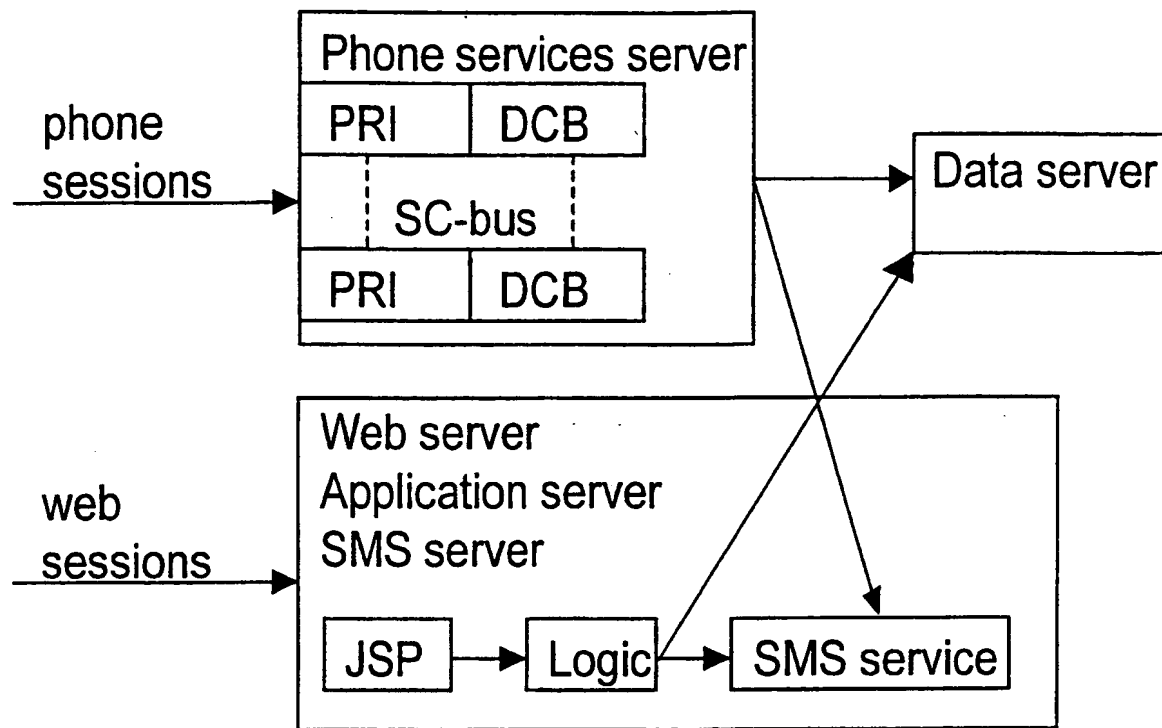 Phone services server
PRI DCB
phone
sessions
SC-bus
PRI DCB
Data server
Web server
Application server
SMS server
web
sessions
JSP
Logic
SMS service